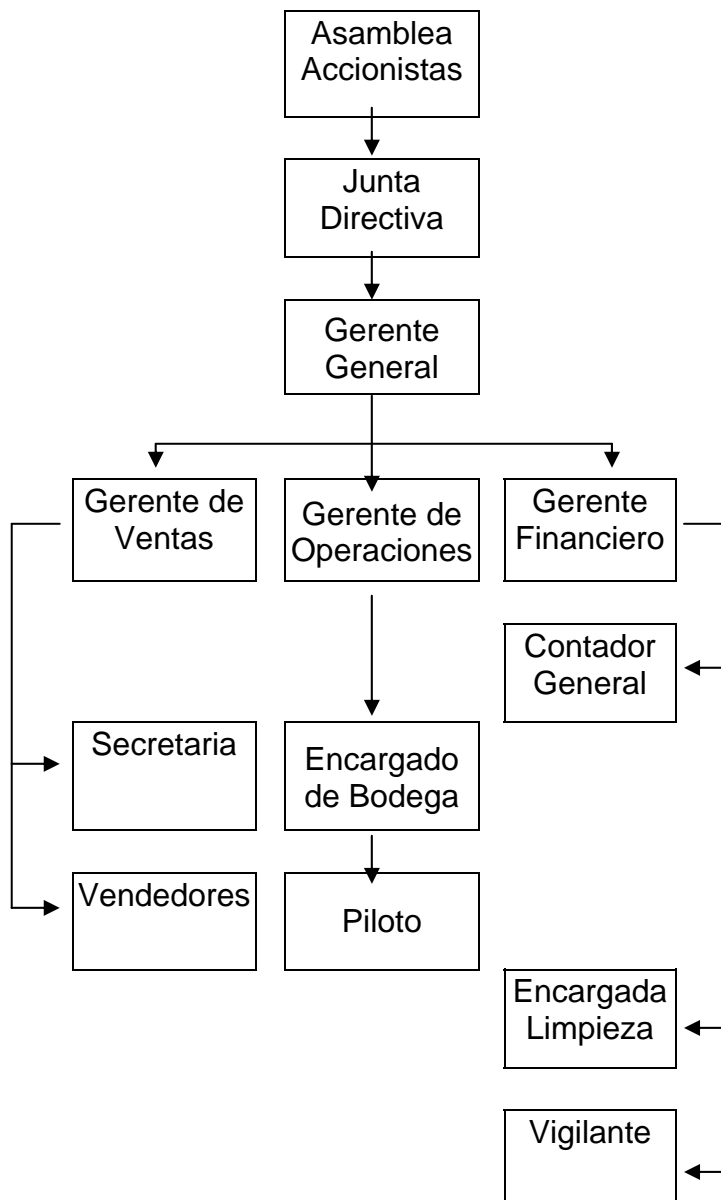 Asamblea
Accionistas
Junta
Directiva
Gerente
General
Gerente de
Ventas
Gerente de
Operaciones
Gerente
Financiero
Contador
General
Secretaria
Encargado
de Bodega
Vendedores
Piloto
Encargada
Limpieza
Vigilante